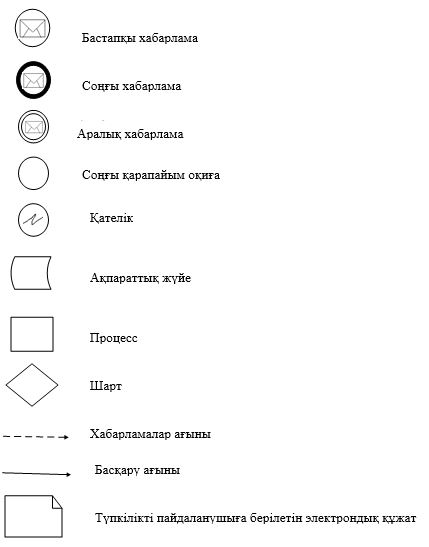 Бастапқы хабарлама
Соңғы хабарлама
Аралық хабарлама
Соңғы қарапайым оқиға
Қателік
Ақпараттық жүйе
Процесс
Шарт
Хабарламалар ағыны
Басқару ағыны
Түпкілікті пайдаланушыға берілетін электрондық құжат